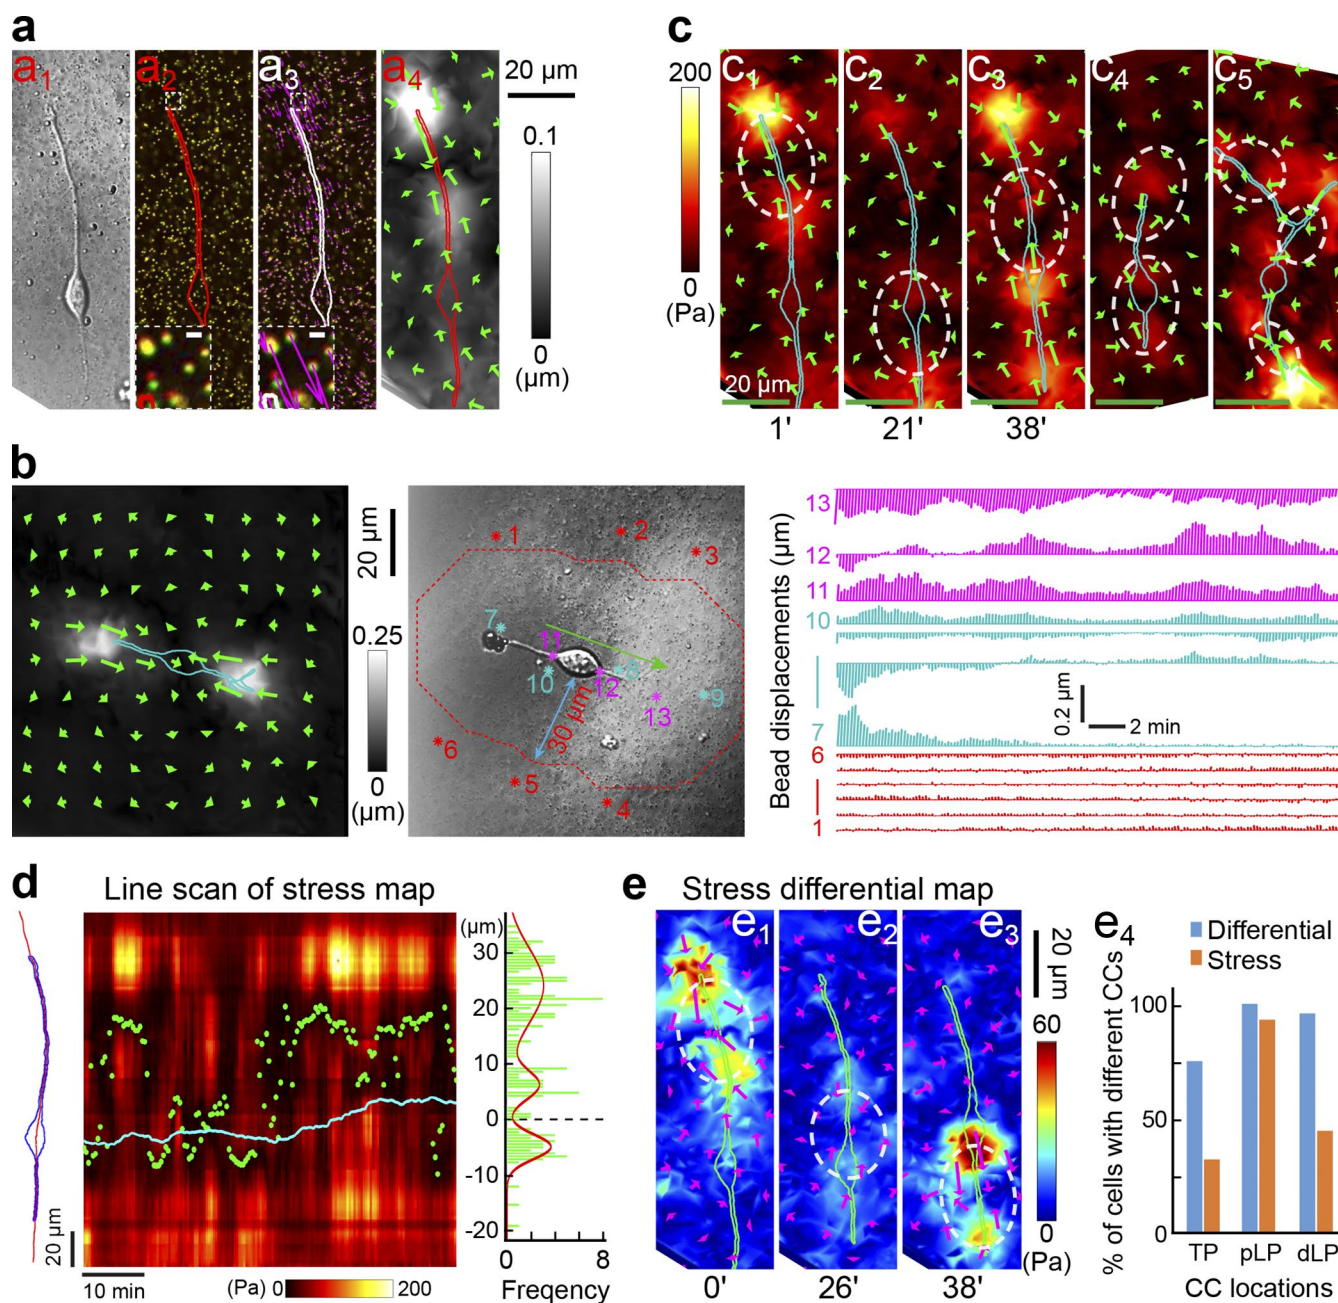 a
a1
a2
a3
a4
20 µm
0.1
0
(µm)
n
n
c
200
0
(Pa)
c1
c2
c3
c4
c5
20 µm
1'
21'
38'
b
20 µm
0.25
0
(µm)
1
2
3
7
11
8
10
12
13
9
30 µm
6
5
4
Bead displacements (µm)
13
12
11
10
7
6
1
0.2 µm
2 min
d
Line scan of stress map
(µm)
30
20
10
0
-10
-20
0
8
Freqency
20 µm
10 min
(Pa)
0
200
e
Stress differential map
e1
e2
e3
20 µm
60
0
(Pa)
0'
26'
38'
e4
Differential
Stress
% of cells with different CCs
100
50
0
TP
pLP
dLP
CC locations